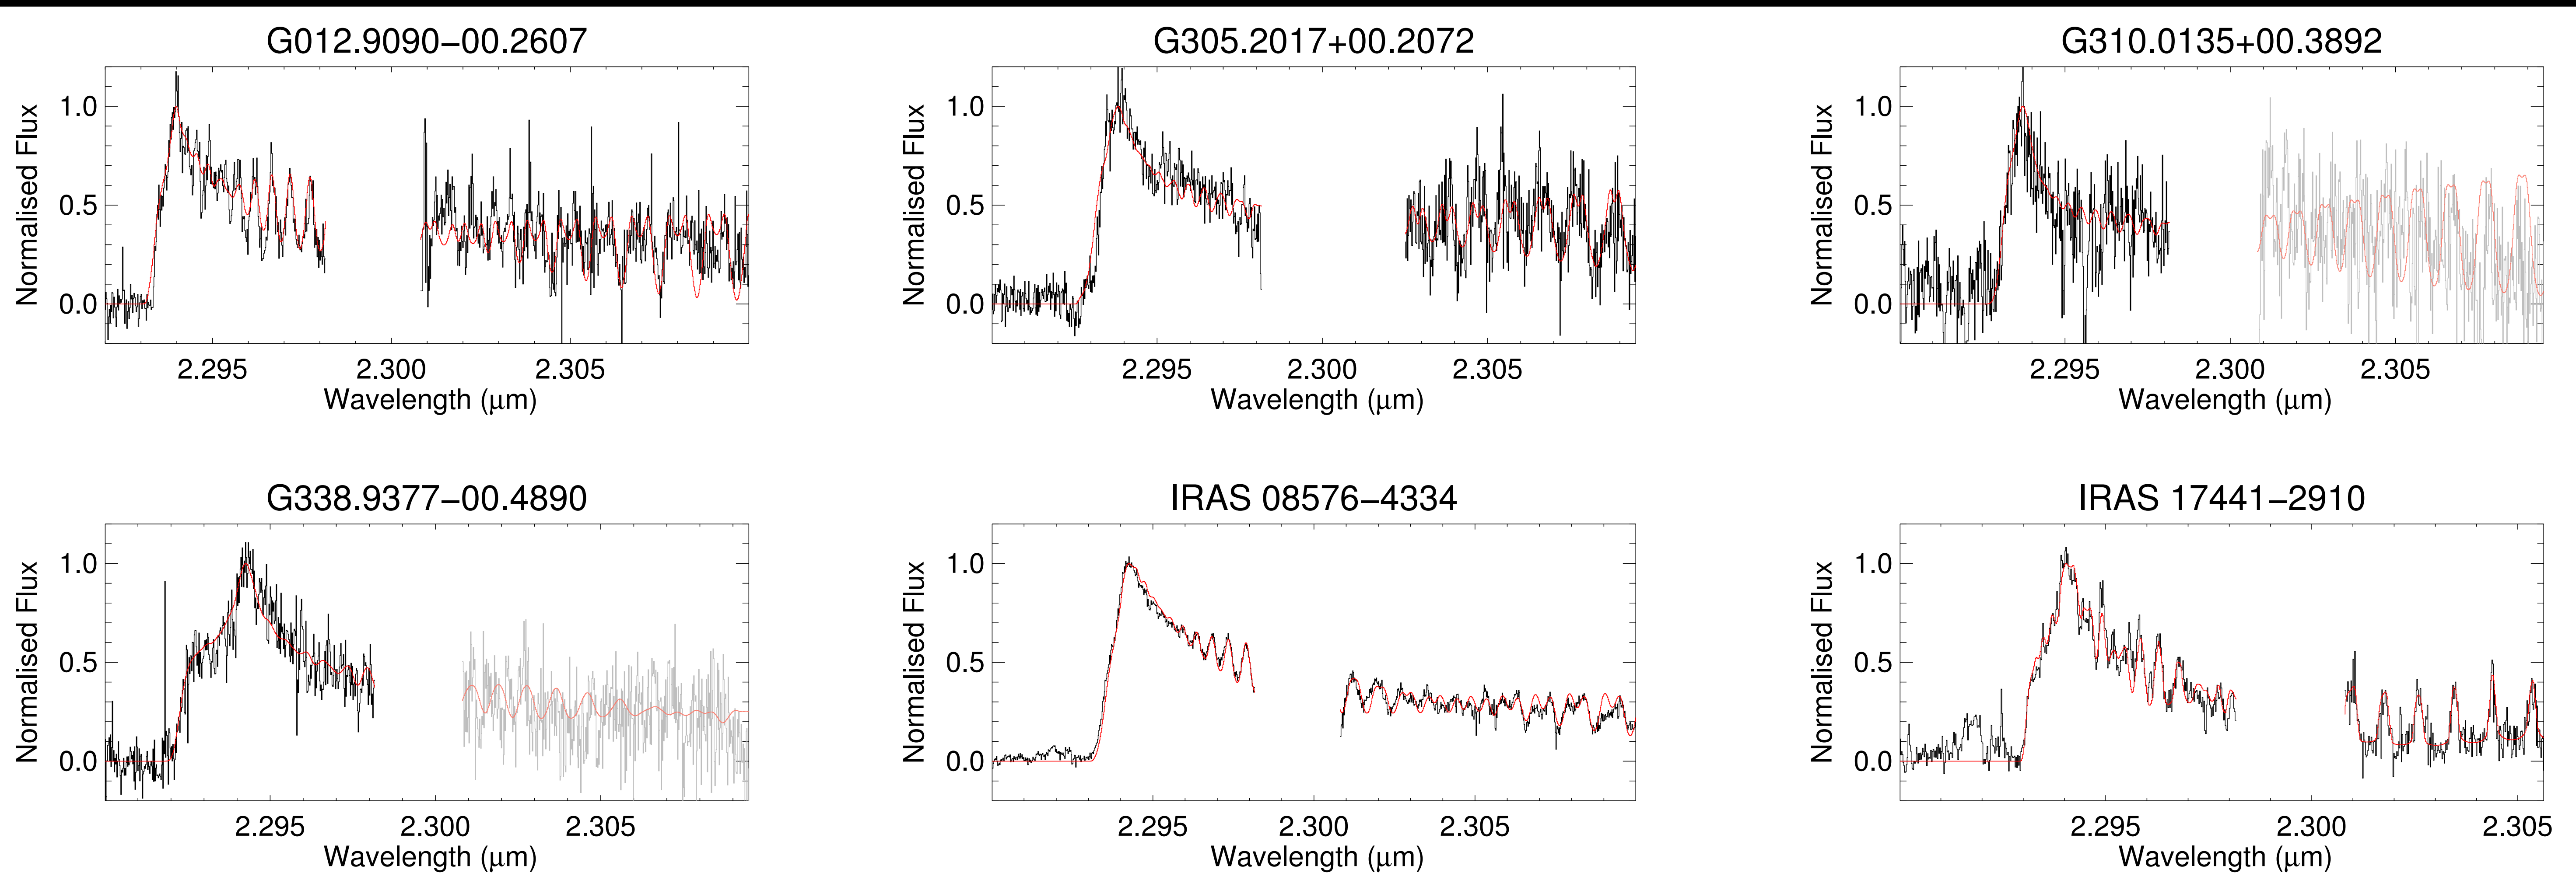 G012.9090−00.2607
G305.2017+00.2072
G310.0135+00.3892
Normalised Flux
1.0
0.5
0.0
2.295 2.300 2.305
Wavelength (μm)
Normalised Flux
1.0
0.5
0.0
2.295 2.300 2.305
Wavelength (μm)
Normalised Flux
1.0
0.5
0.0
2.295 2.300 2.305
Wavelength (μm)
G338.9377−00.4890
IRAS 08576−4334
IRAS 17441−2910
Normalised Flux
1.0
0.5
0.0
2.295 2.300 2.305
Wavelength (μm)
Normalised Flux
1.0
0.5
0.0
2.295 2.300 2.305
Wavelength (μm)
Normalised Flux
1.0
0.5
0.0
2.295 2.300 2.305
Wavelength (μm)